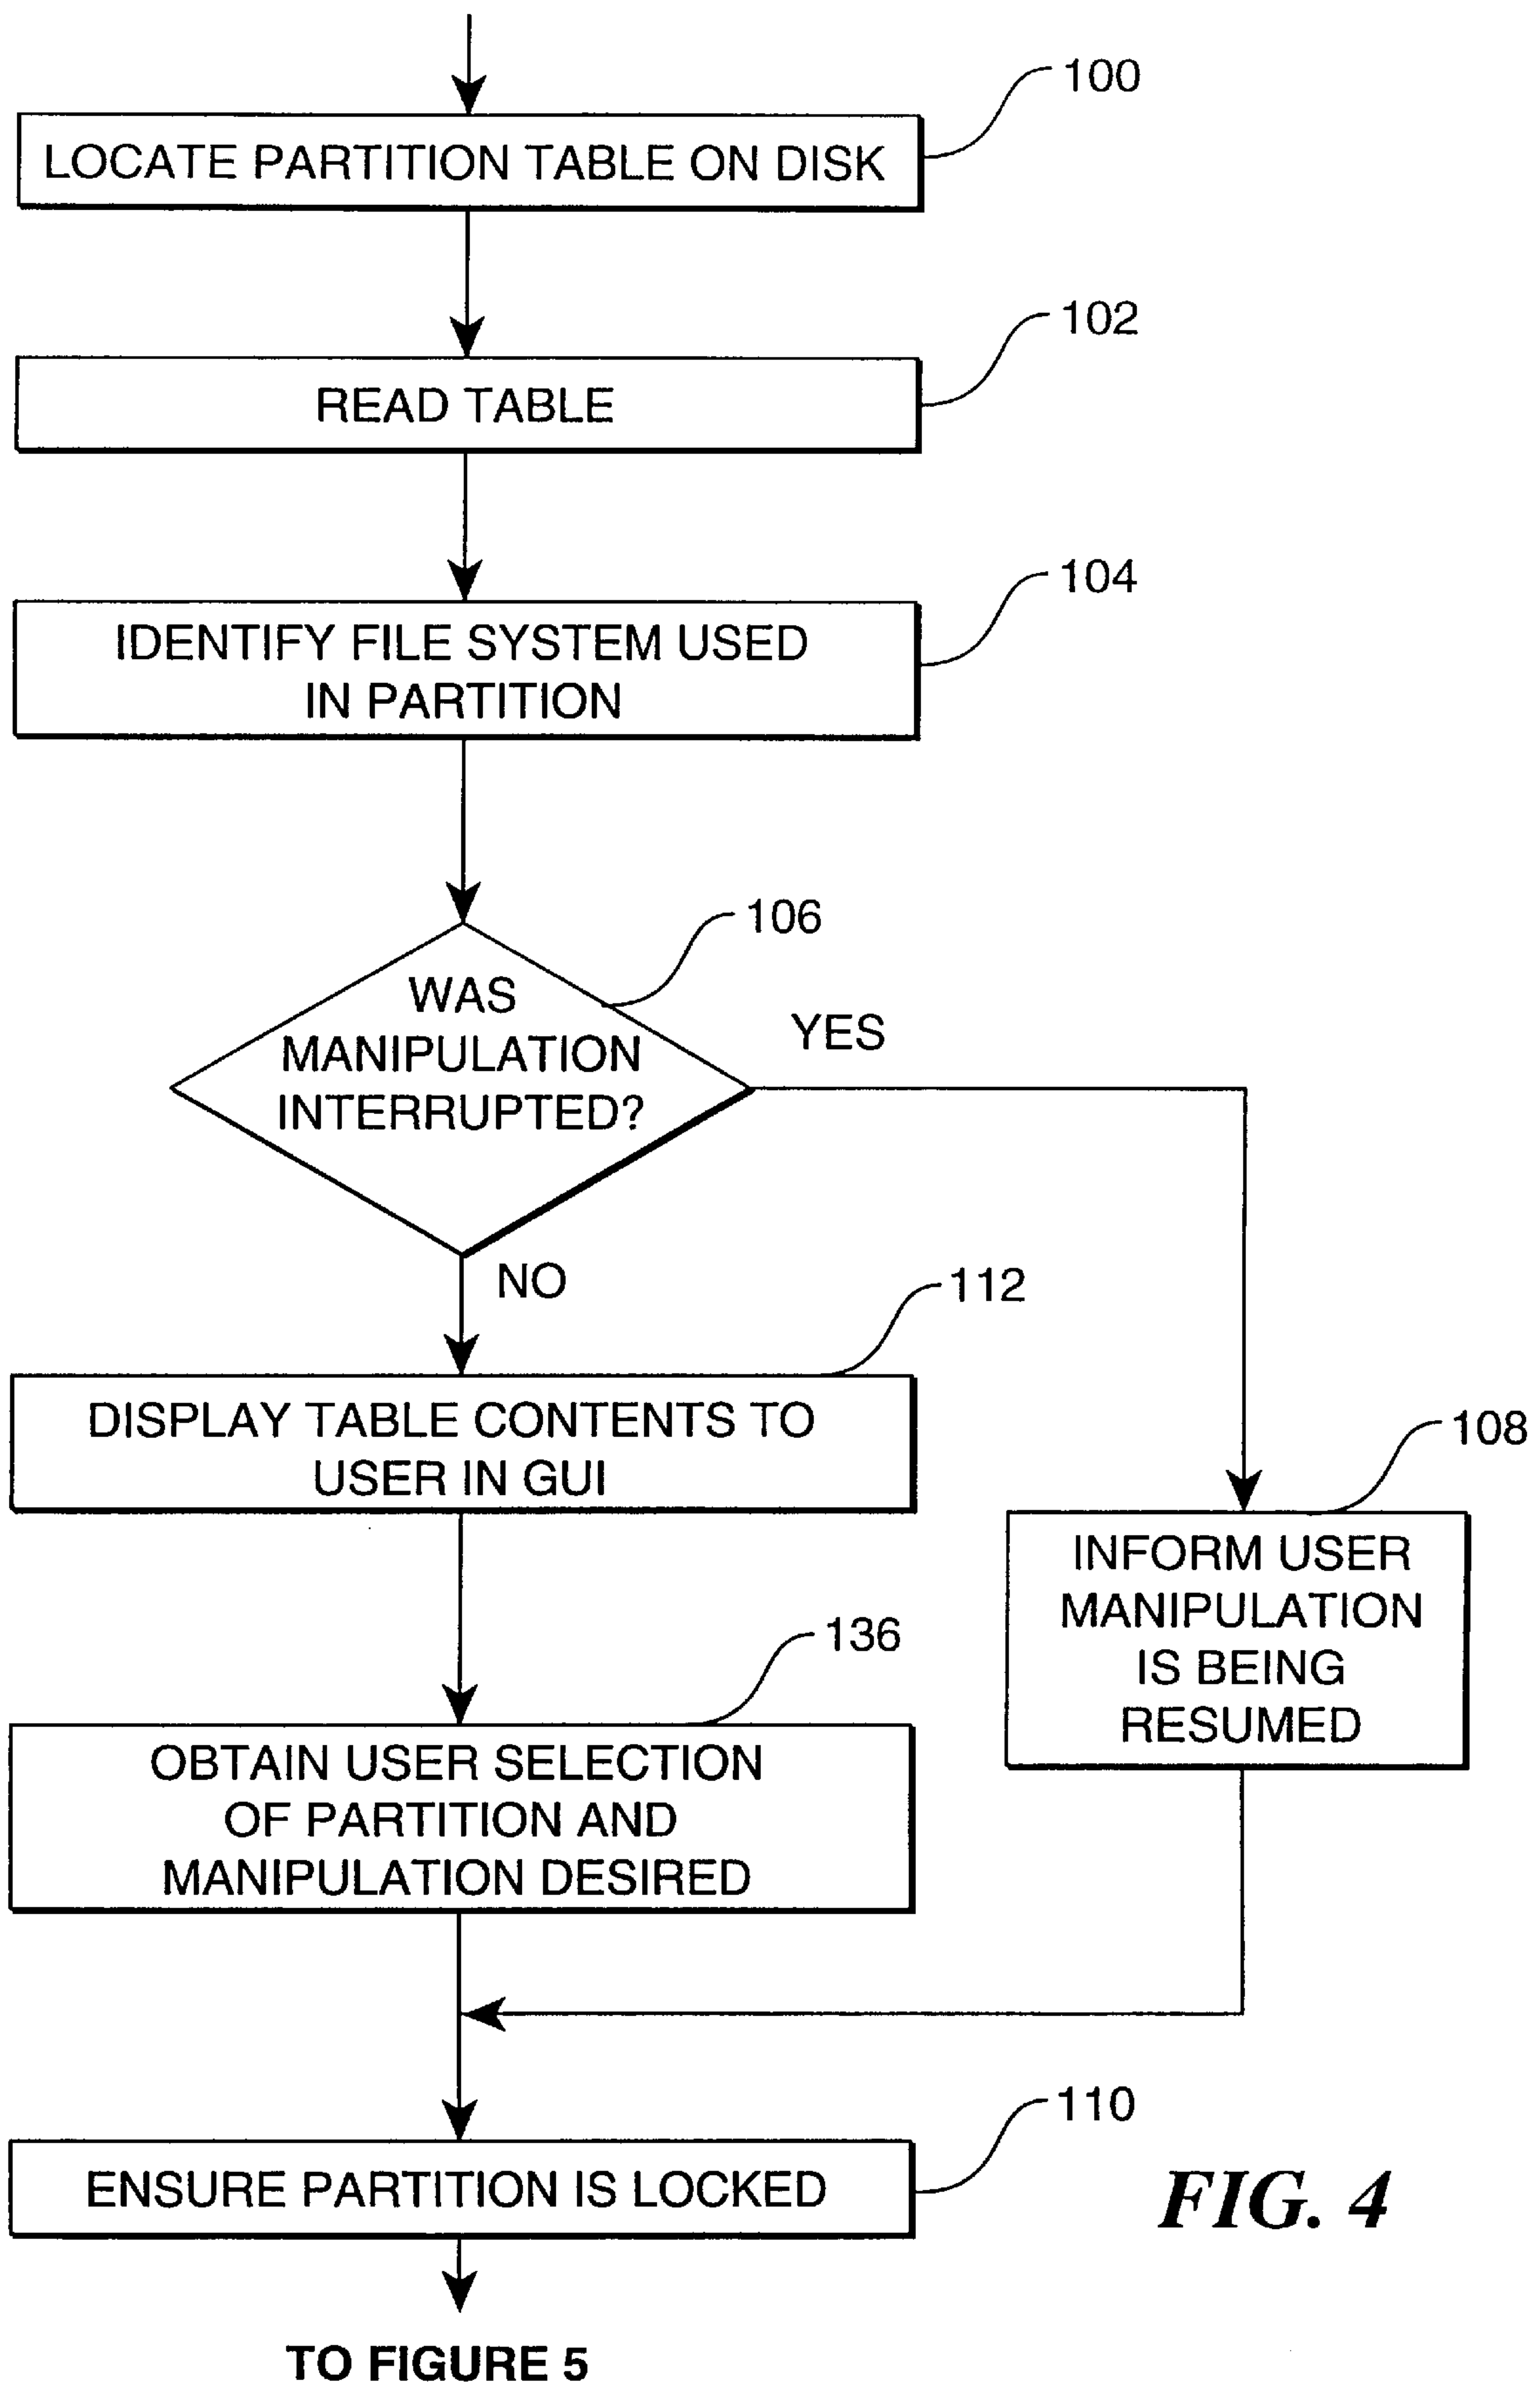 100
LOCATE PARTITION TABLE ON DISK
102
READ TABLE
104
IDENTIFY FILE SYSTEM USED
IN PARTITION
106
WAS
MANIPULATION
INTERRUPTED?
YES
NO
112
DISPLAY TABLE CONTENTS TO
USER IN GUI
108
INFORM USER
MANIPULATION
IS BEING
RESUMED
136
OBTAIN USER SELECTION
OF PARTITION AND
MANIPULATION DESIRED
110
ENSURE PARTITION IS LOCKED
FIG. 4
TO FIGURE 5